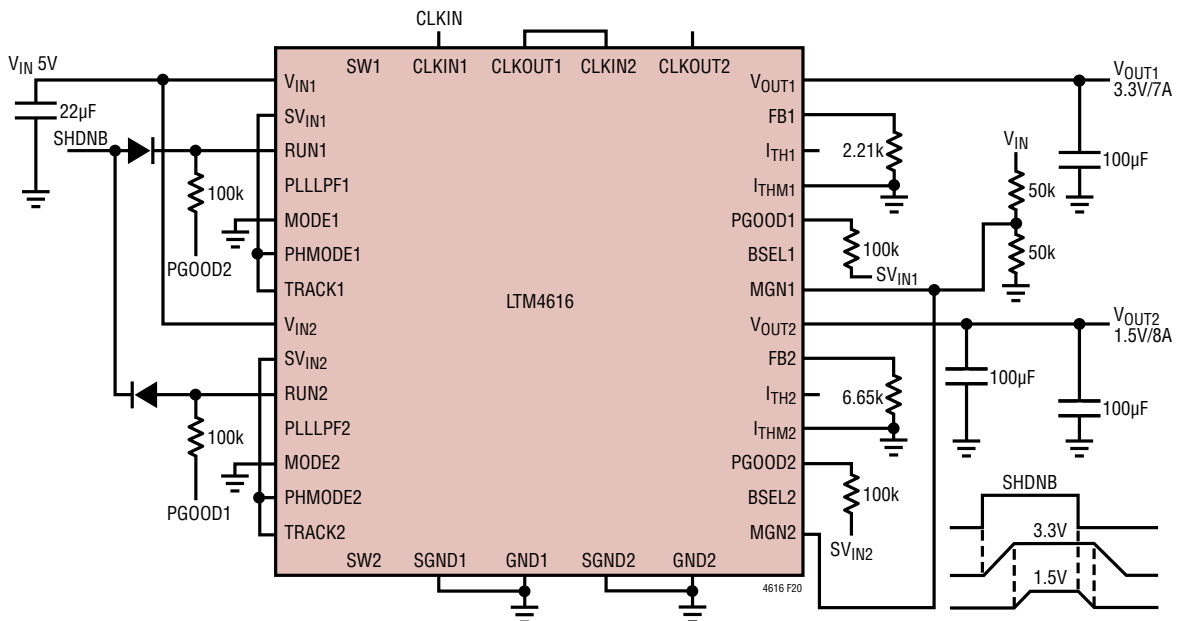 CLKIN
V_IN 5V
22µF
SHDNB
100k
PGOOD2
100k
PGOOD1
SW1 CLKIN1 CLKOUT1 CLKIN2 CLKOUT2
V_IN1
SV_IN1
RUN1
PLLLPF1
MODE1
PHMODE1
TRACK1
V_IN2
SV_IN2
RUN2
PLLLPF2
MODE2
PHMODE2
TRACK2
LTM4616
V_OUT1
FB1
I_TH1
I_THM1
PGOOD1
BSEL1
MGN1
V_OUT2
FB2
I_TH2
I_THM2
PGOOD2
BSEL2
MGN2
SW2 SGND1 GND1 SGND2 GND2
4616 F20
2.21k
100k
SV_IN1
V_IN
50k
50k
V_OUT1
3.3V/7A
100µF
V_OUT2
1.5V/8A
100µF
100µF
6.65k
100k
SV_IN2
SHDNB
3.3V
1.5V